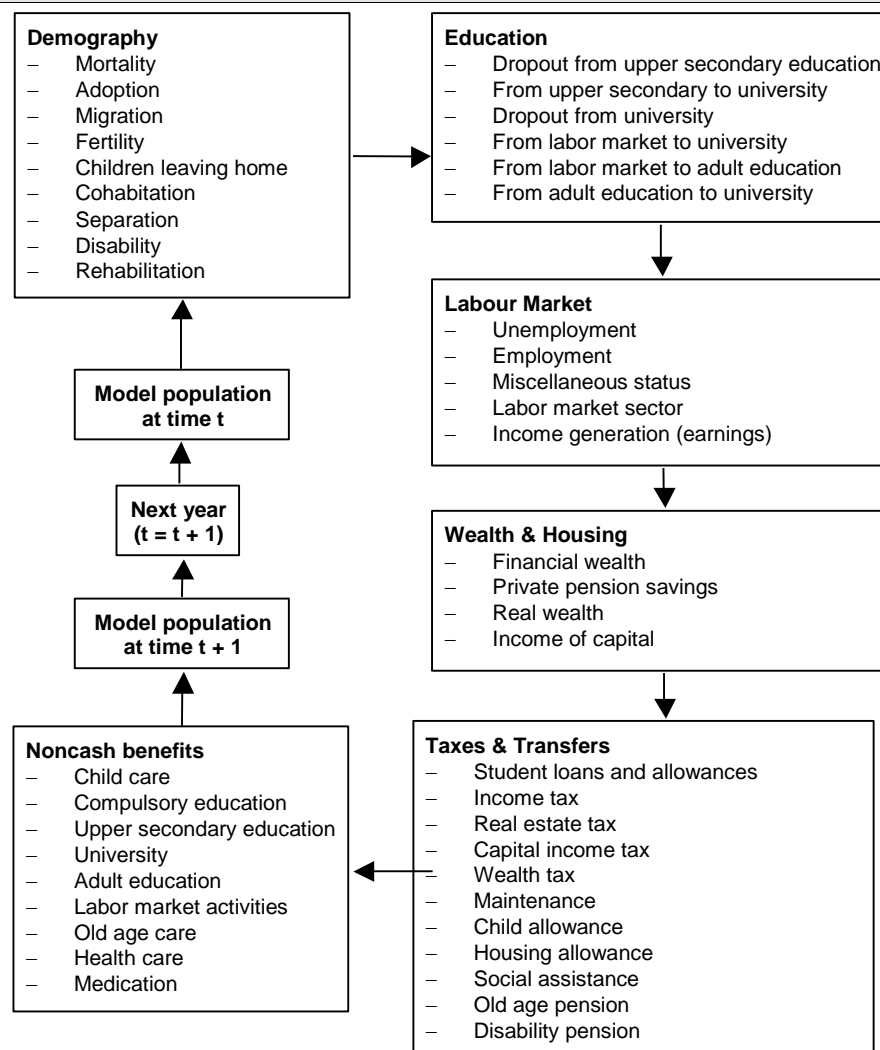 Demography
– Mortality
– Adoption
– Migration
– Fertility
– Children leaving home
– Cohabitation
– Separation
– Disability
– Rehabilitation
Education
– Dropout from upper secondary education
– From upper secondary to university
– Dropout from university
– From labor market to university
– From labor market to adult education
– From adult education to university
Labour Market
– Unemployment
– Employment
– Miscellaneous status
– Labor market sector
– Income generation (earnings)
Wealth & Housing
– Financial wealth
– Private pension savings
– Real wealth
– Income of capital
Taxes & Transfers
– Student loans and allowances
– Income tax
– Real estate tax
– Capital income tax
– Wealth tax
– Maintenance
– Child allowance
– Housing allowance
– Social assistance
– Old age pension
– Disability pension
Noncash benefits
– Child care
– Compulsory education
– Upper secondary education
– University
– Adult education
– Labor market activities
– Old age care
– Health care
– Medication
Model population
at time t + 1
Next year
(t = t + 1)
Model population
at time t